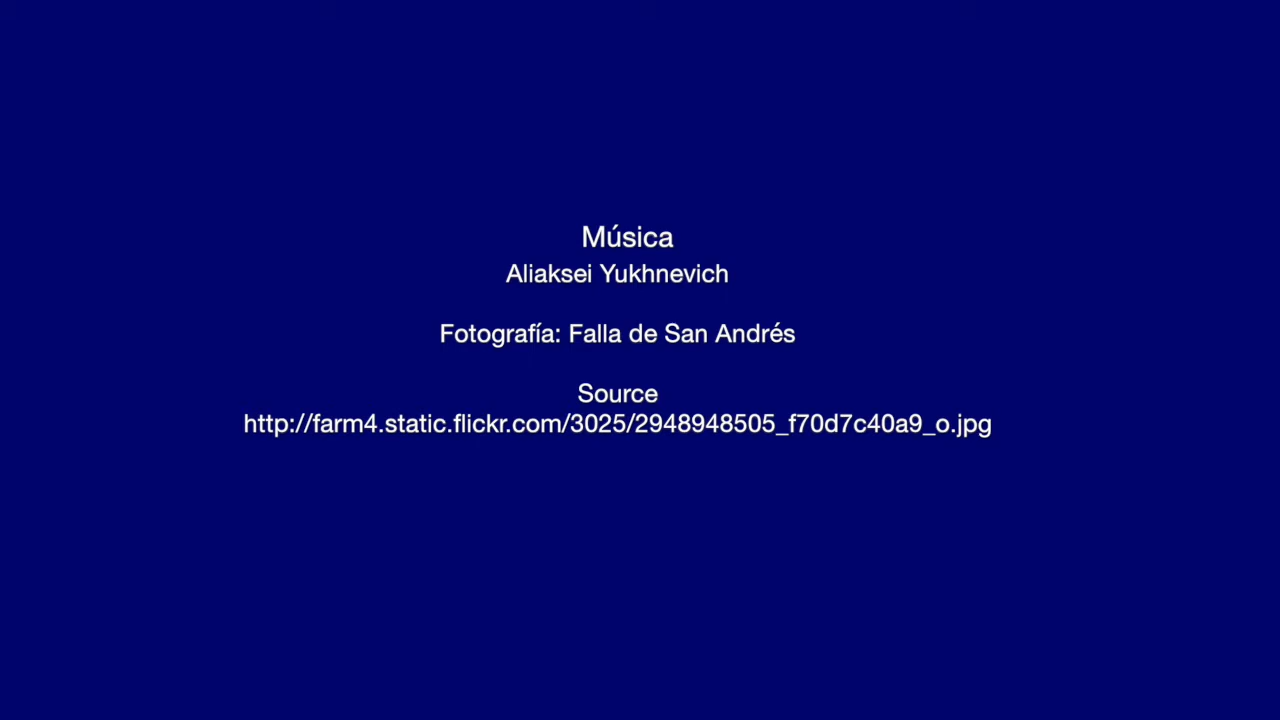 Música
Aliaksei Yukhnevich
Fotografía: Falla de San Andrés
Source
http://farm4.static.flickr.com/3025/2948948505_f70d7c40a9_o.jpg